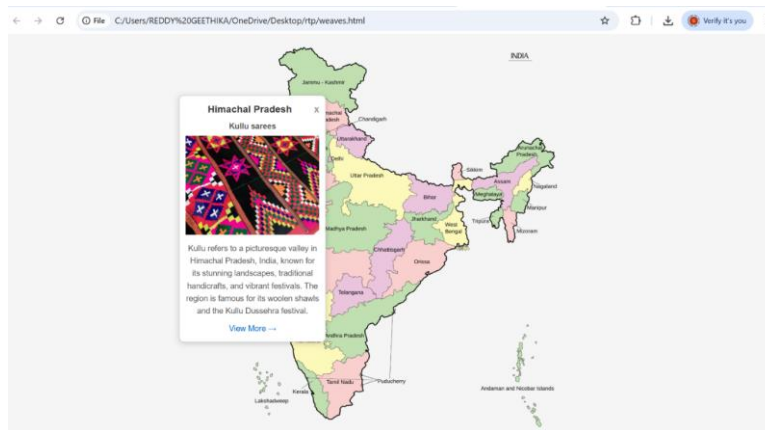 File C:/Users/REDDY%20GEETHIKA/OneDrive/Desktop/rtp/weaves.html
Verify it's you
INDIA
Jammu - Kashmir
Himachal Pradesh x
Kullu sarees
Kullu refers to a picturesque valley in
Himachal Pradesh, India, known for
its stunning landscapes, traditional
handicrafts, and vibrant festivals. The
region is famous for its woolen shawls
and the Kullu Dussehra festival.
View More →
Chandigarh
Uttarakhand
Delhi
Uttar Pradesh
Bihar
Sikkim
Arunachal
Pradesh
Assam
Nagaland
Meghalaya
Manipur
Tripura
Mizoram
Jharkhand
West
Bengal
Madhya Pradesh
Chhattisgarh
Orissa
Telangana
Andhra Pradesh
Tamil Nadu
Puducherry
Kerala
Lakshadweep
Andaman and Nicobar Islands